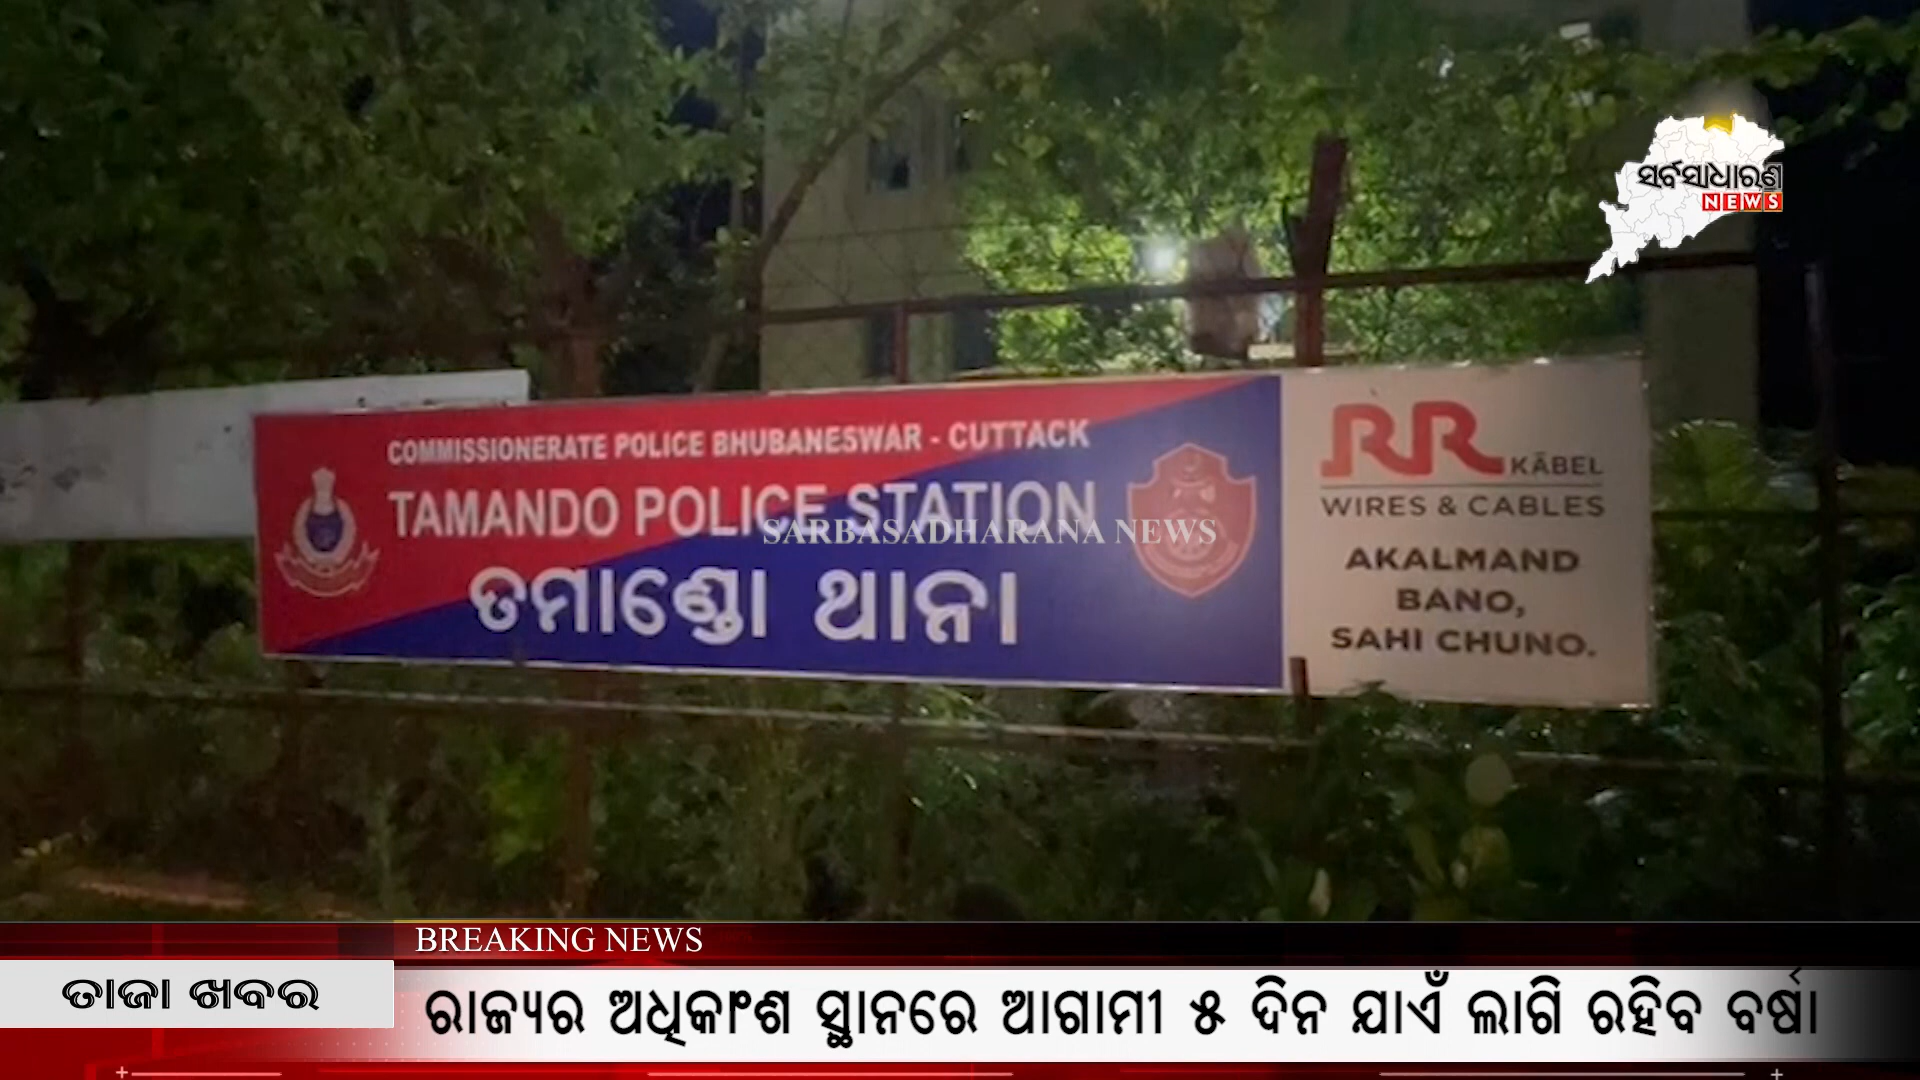 ସର୍ବସାଧାରଣ
NEWS
COMMISSIONERATE POLICE BHUBANESWAR - CUTTACK
TAMANDO POLICE STATION
SARBASADHARANA NEWS
ତମାଣ୍ଡୋ ଥାନା
RR KÂBEL
WIRES & CABLES
AKALMAND
BANO,
SAHI CHUNO.
BREAKING NEWS
ତାଜା ଖବର
ରାଜ୍ୟର ଅଧିକାଂଶ ସ୍ଥାନରେ ଆଗାମୀ ୫ ଦିନ ଯାଏଁ ଲାଗି ରହିବ ବର୍ଷା